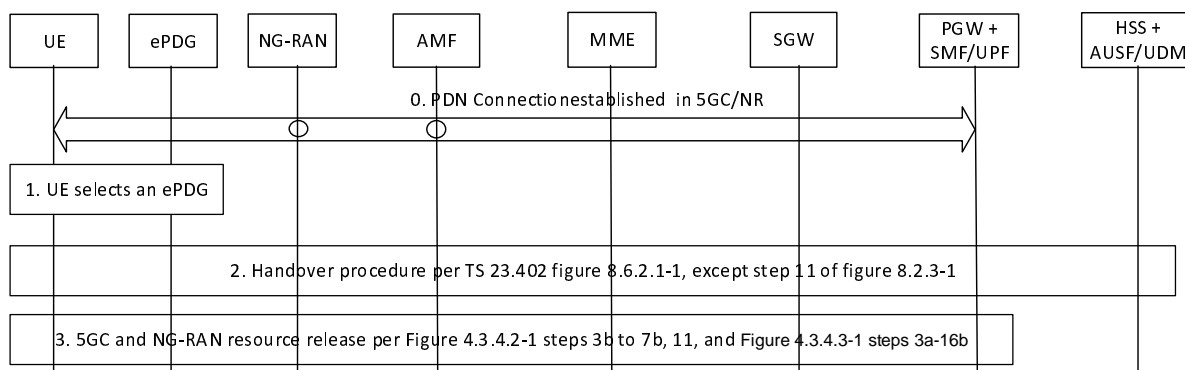 UE
ePDG
NG-RAN
AMF
MME
SGW
PGW +
SMF/UPF
HSS +
AUSF/UDM
0. PDN Connectionestablished in 5GC/NR
1. UE selects an ePDG
2. Handover procedure per TS 23.402 figure 8.6.2.1-1, except step 11 of figure 8.2.3-1
3. 5GC and NG-RAN resource release per Figure 4.3.4.2-1 steps 3b to 7b, 11, and Figure 4.3.4.3-1 steps 3a-16b